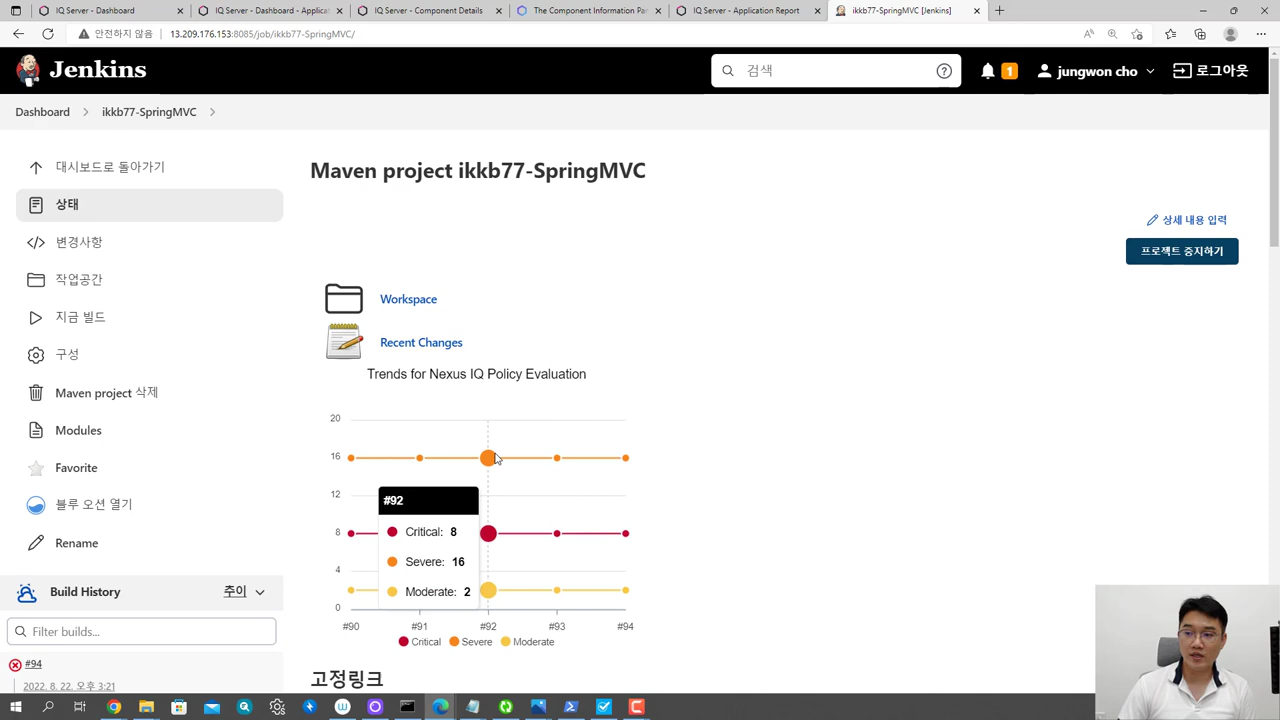 IQ Server - Dashboard
IQ Server - Dashboard - Applicat
IQ Server - Component Details
The Component Information Pa
IQ Server - Application Report
ikkb77-SpringMVC [Jenkins]
안전하지 않음
13.209.176.153:8085/job/ikkb77-SpringMVC/
Jenkins
검색
1
jungwon cho
로그아웃
Dashboard
ikkb77-SpringMVC
대시보드로 돌아가기
상태
변경사항
작업공간
지금 빌드
구성
Maven project 삭제
Modules
Favorite
블루 오션 열기
Rename
Build History
추이
Filter builds...
#94
2022. 8. 22. 오후 3:21
Maven project ikkb77-SpringMVC
상세 내용 입력
프로젝트 중지하기
Workspace
Recent Changes
Trends for Nexus IQ Policy Evaluation
20
16
12
8
4
0
#92
Critical: 8
Severe: 16
Moderate: 2
#90 #91 #92 #93 #94
Critical Severe Moderate
고정링크